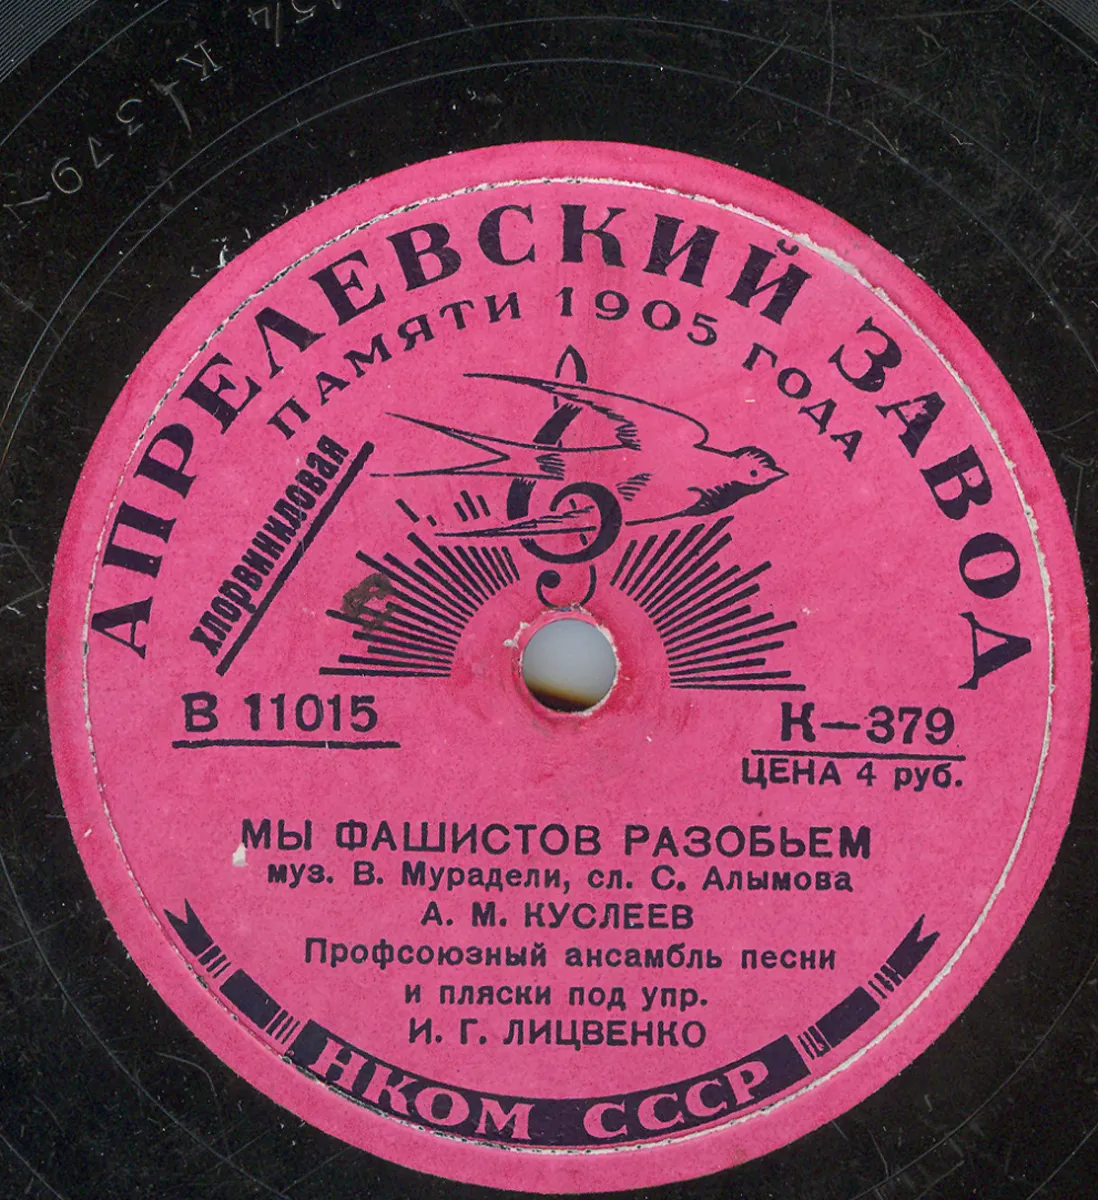 К 1379
АПРЕЛЕВСКИЙ ЗАВОД
ПАМЯТИ 1905 ГОДА
хлорвиниловая
В 11015
К—379
ЦЕНА 4 руб.
МЫ ФАШИСТОВ РАЗОБЬЕМ
муз. В. Мурадели, сл. С. Алымова
А. М. КУСЛЕЕВ
Профсоюзный ансамбль песни
и пляски под упр.
И. Г. ЛИЦВЕНКО
НКОМ СССР